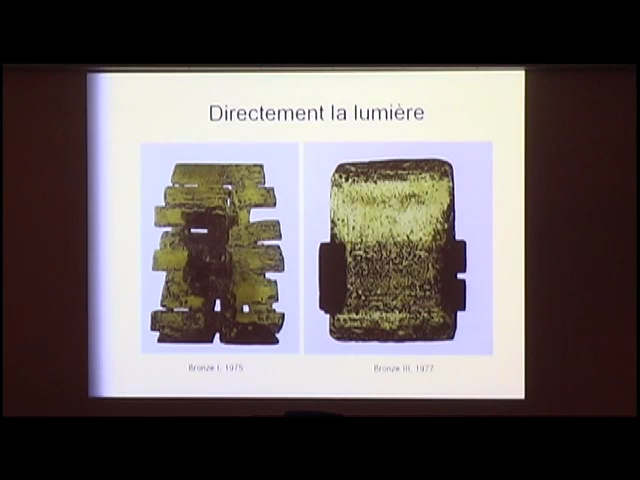 Directement la lumière
Bronze I, 1975
Bronze III, 1977